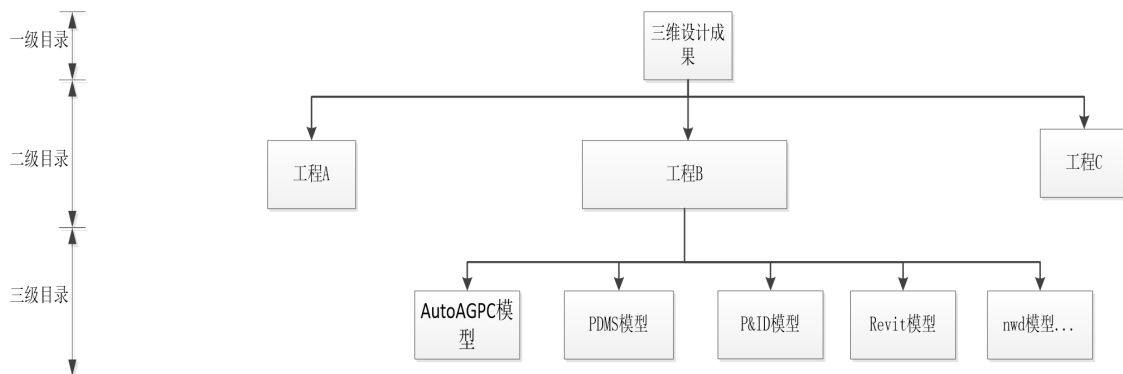 一级目录
三维设计成
果
二级目录
工程A
工程B
工程C
三级目录
AutoAGPC模
型
PDMS模型
P&ID模型
Revit模型
nwd模型...